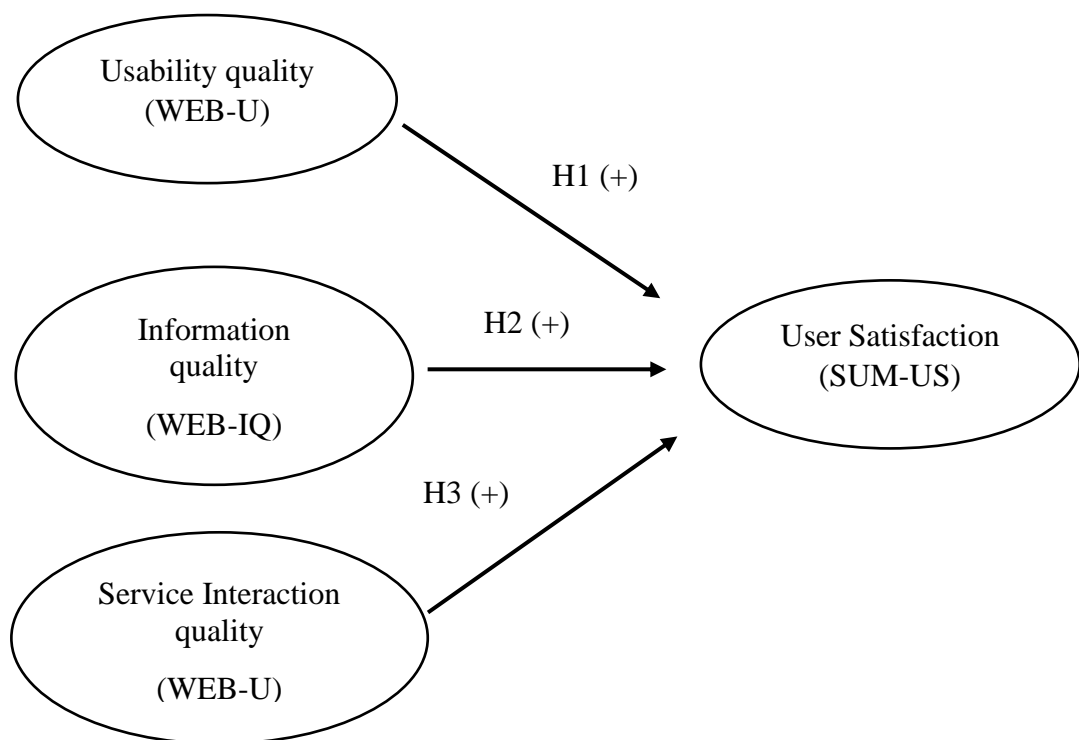 Usability quality
(WEB-U)
H1 (+)
Information
quality
(WEB-IQ)
H2 (+)
User Satisfaction
(SUM-US)
H3 (+)
Service Interaction
quality
(WEB-U)